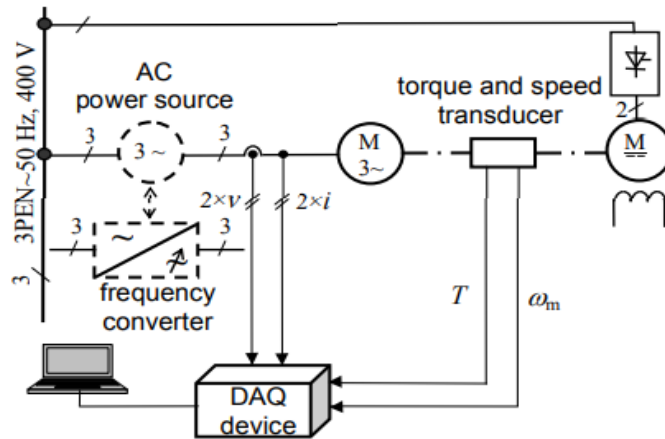 3PEN~50 Hz, 400 V
3
AC
power source
3
3 ~
3
3
3
~
~
frequency
converter
2×v
2×i
M
3~
torque and speed
transducer
2
M
T
ωm
DAQ
device